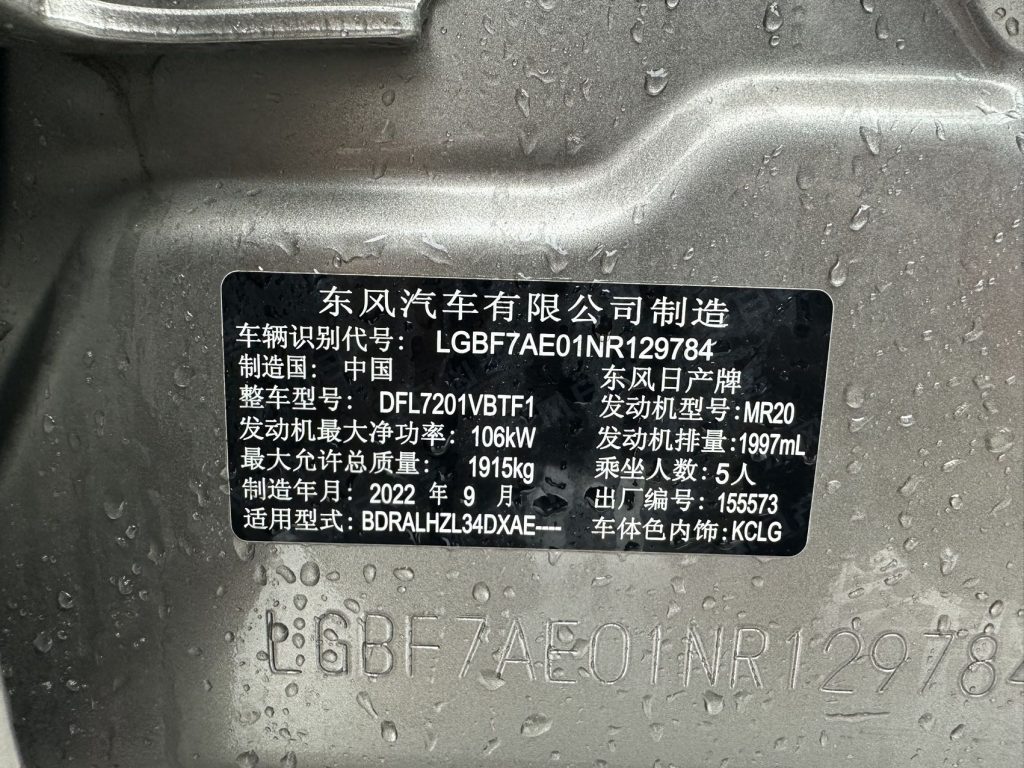 东风汽车有限公司制造
车辆识别代号: LGBF7AE01NR129784
制造国: 中国 东风日产牌
整车型号: DFL7201VBTF1 发动机型号:MR20
发动机最大净功率: 106kW 发动机排量:1997mL
最大允许总质量: 1915kg 乘坐人数:5人
制造年月: 2022 年 9 月 出厂编号:155573
适用型式: BDRALHZL34DXAE---- 车体色内饰:KCLG
LGBF7AE01NR129784